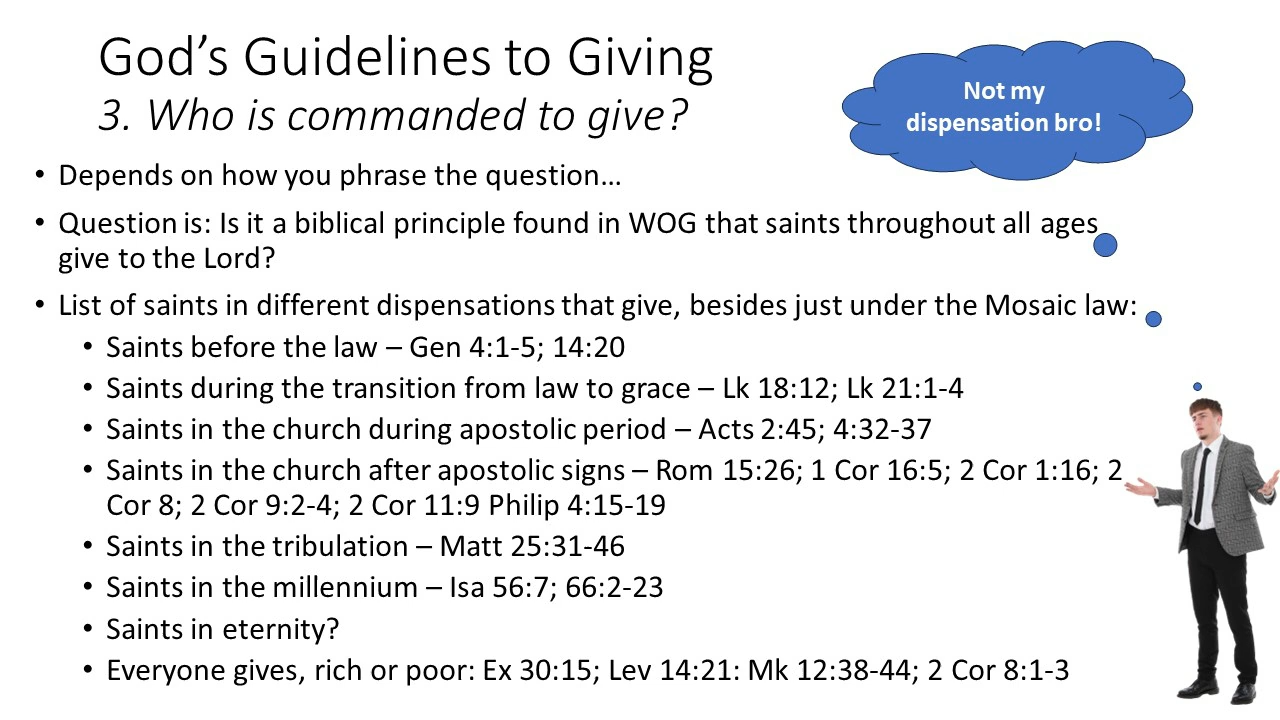 God’s Guidelines to Giving
3. Who is commanded to give?
Not my
dispensation bro!
• Depends on how you phrase the question…
• Question is: Is it a biblical principle found in WOG that saints throughout all ages
give to the Lord?
• List of saints in different dispensations that give, besides just under the Mosaic law:
• Saints before the law – Gen 4:1-5; 14:20
• Saints during the transition from law to grace – Lk 18:12; Lk 21:1-4
• Saints in the church during apostolic period – Acts 2:45; 4:32-37
• Saints in the church after apostolic signs – Rom 15:26; 1 Cor 16:5; 2 Cor 1:16; 2
Cor 8; 2 Cor 9:2-4; 2 Cor 11:9 Philip 4:15-19
• Saints in the tribulation – Matt 25:31-46
• Saints in the millennium – Isa 56:7; 66:2-23
• Saints in eternity?
• Everyone gives, rich or poor: Ex 30:15; Lev 14:21: Mk 12:38-44; 2 Cor 8:1-3